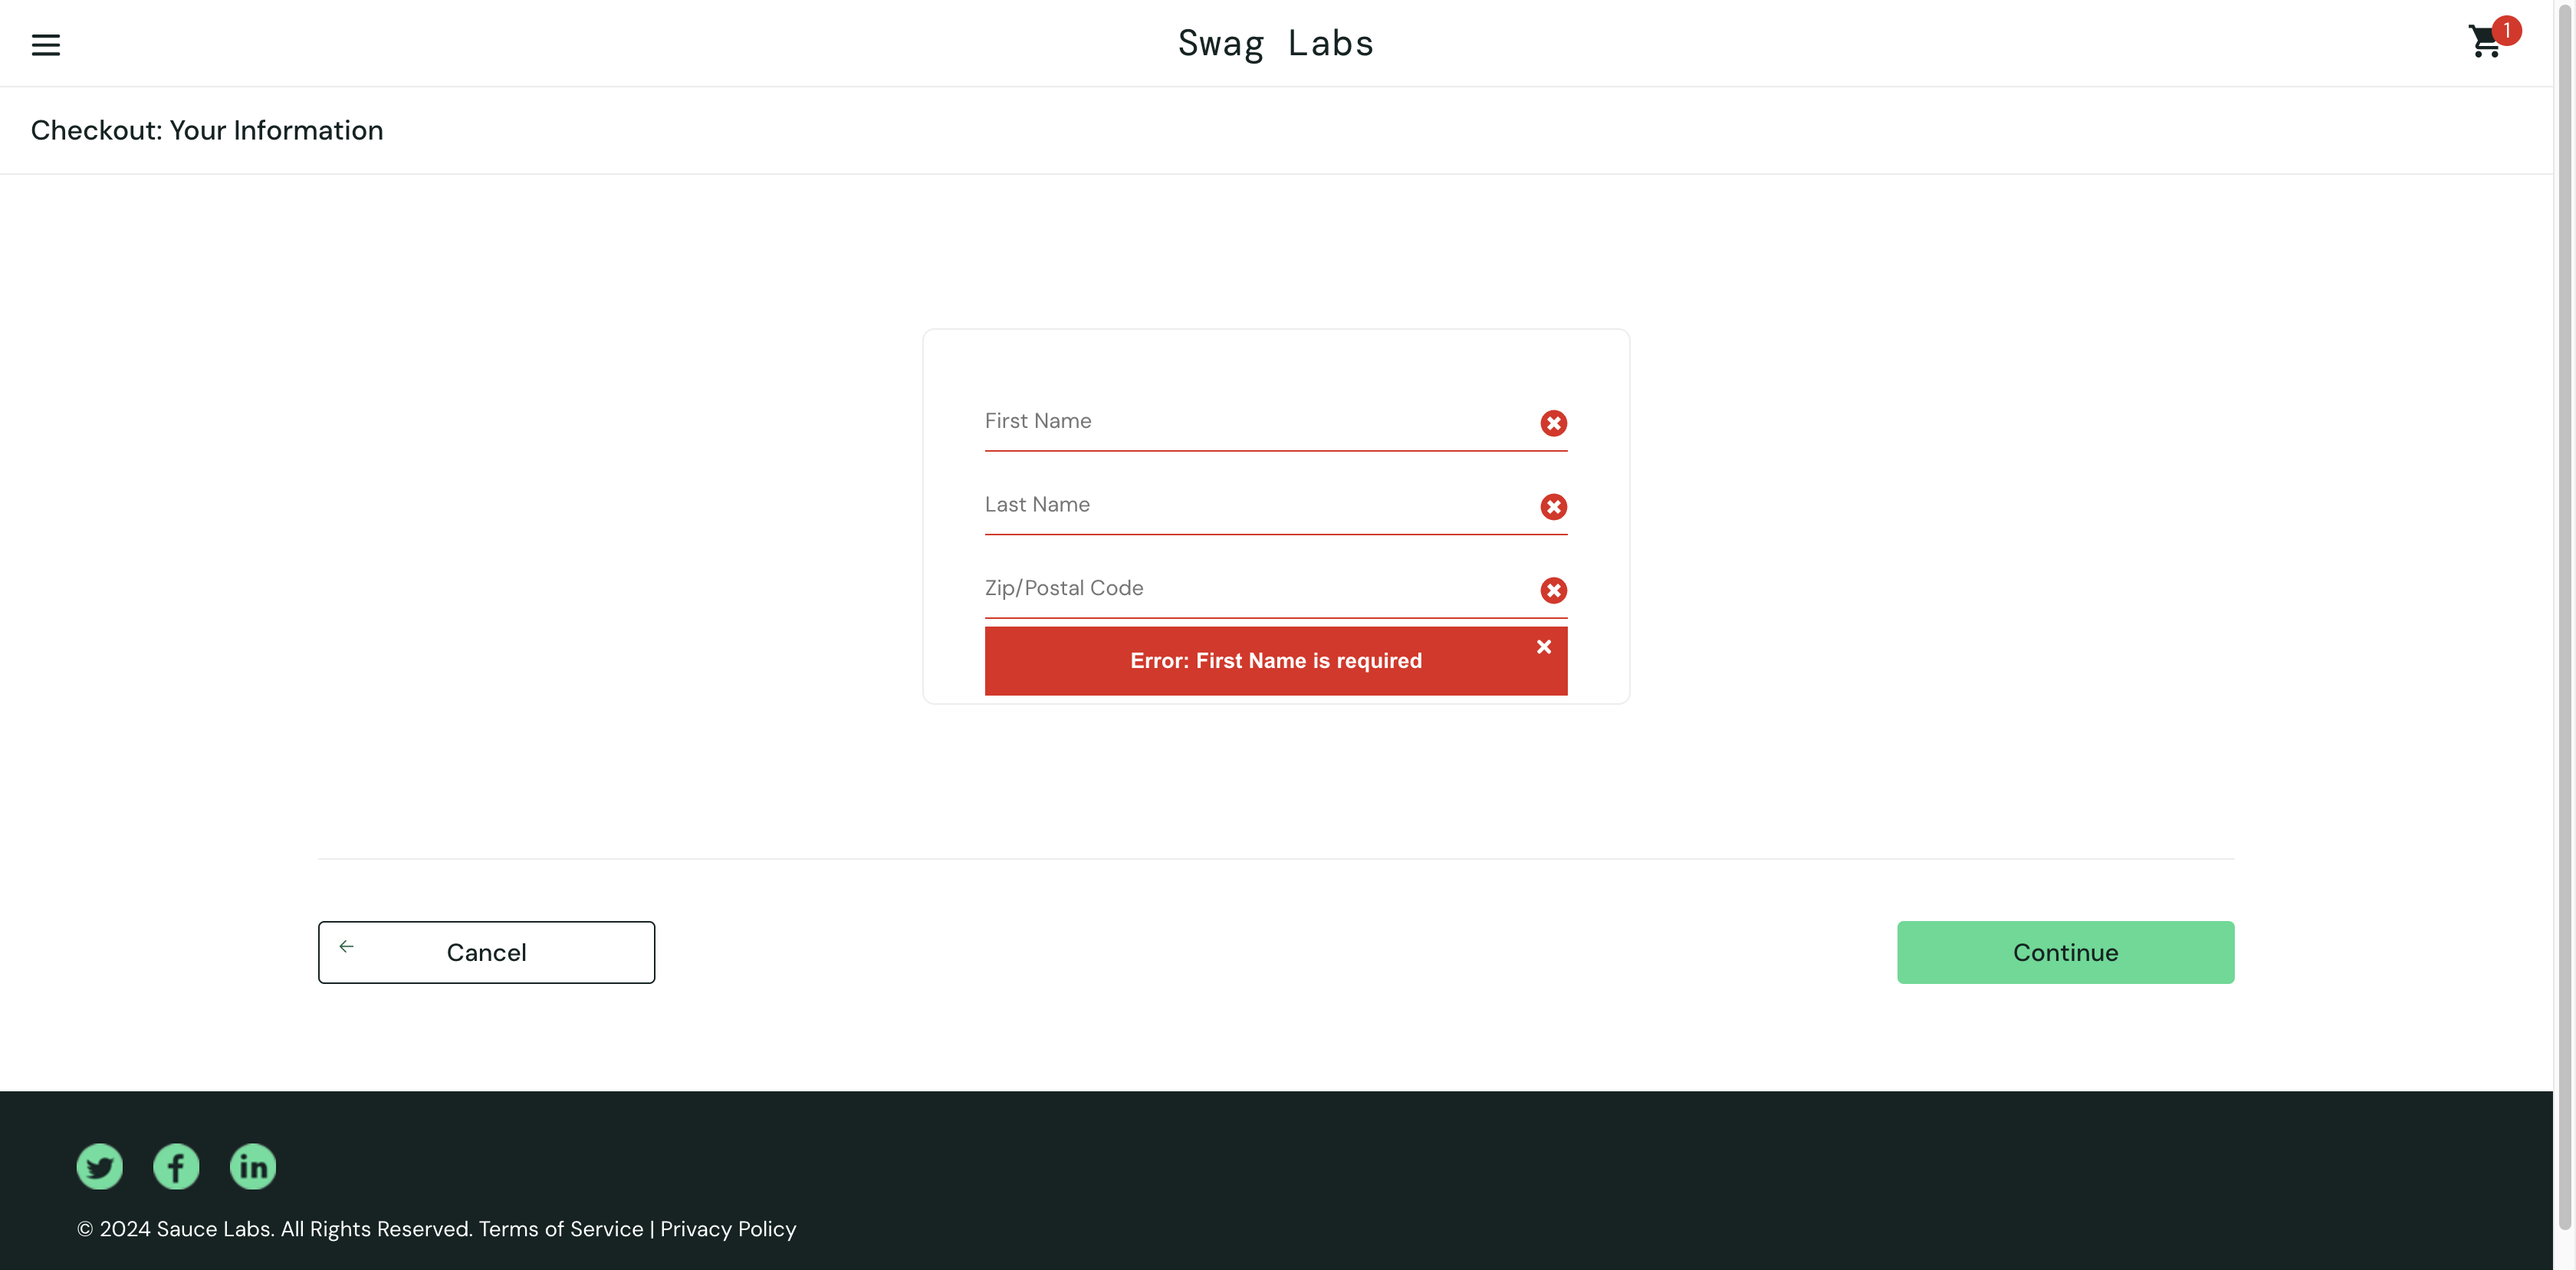 Swag Labs
1
Checkout: Your Information
First Name
Last Name
Zip/Postal Code
Error: First Name is required
Cancel
Continue
© 2024 Sauce Labs. All Rights Reserved. Terms of Service | Privacy Policy